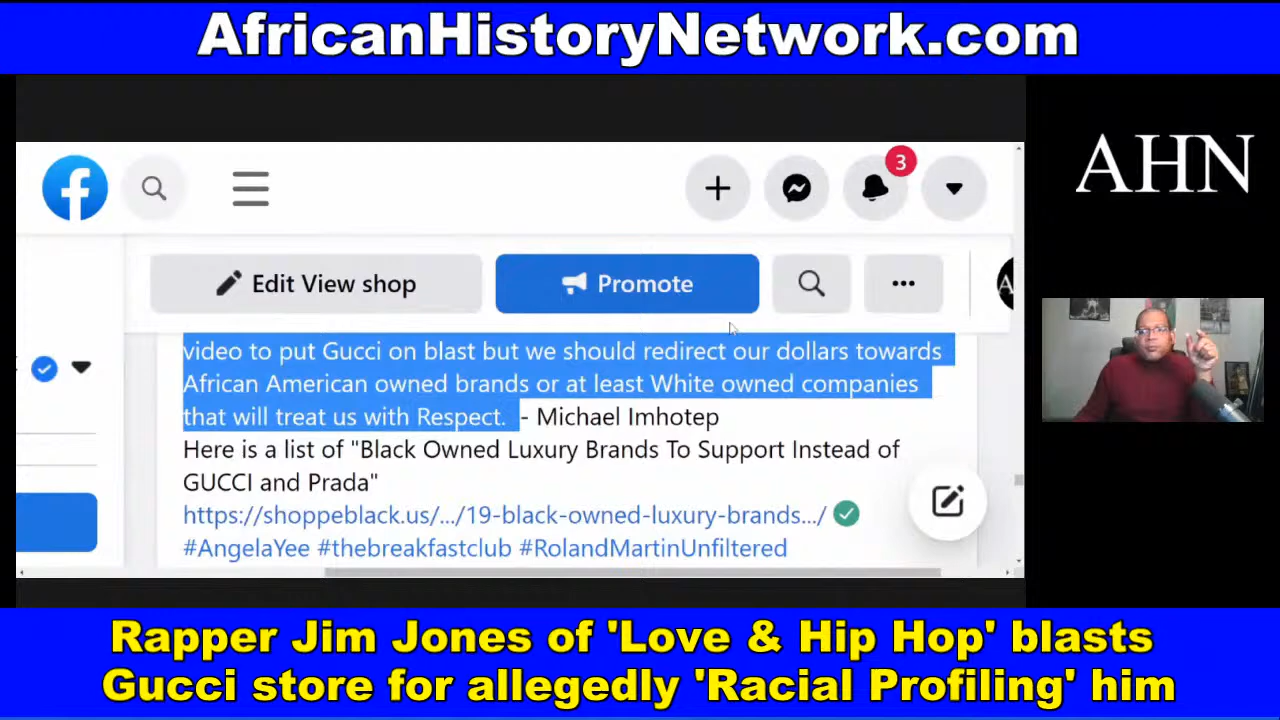 AfricanHistoryNetwork.com
AHN
3
Edit View shop
Promote
video to put Gucci on blast but we should redirect our dollars towards
African American owned brands or at least White owned companies
that will treat us with Respect. - Michael Imhotep
Here is a list of "Black Owned Luxury Brands To Support Instead of
GUCCI and Prada"
https://shoppeblack.us/.../19-black-owned-luxury-brands.../
#AngelaYee #thebreakfastclub #RolandMartinUnfiltered
Rapper Jim Jones of 'Love & Hip Hop' blasts
Gucci store for allegedly 'Racial Profiling' him